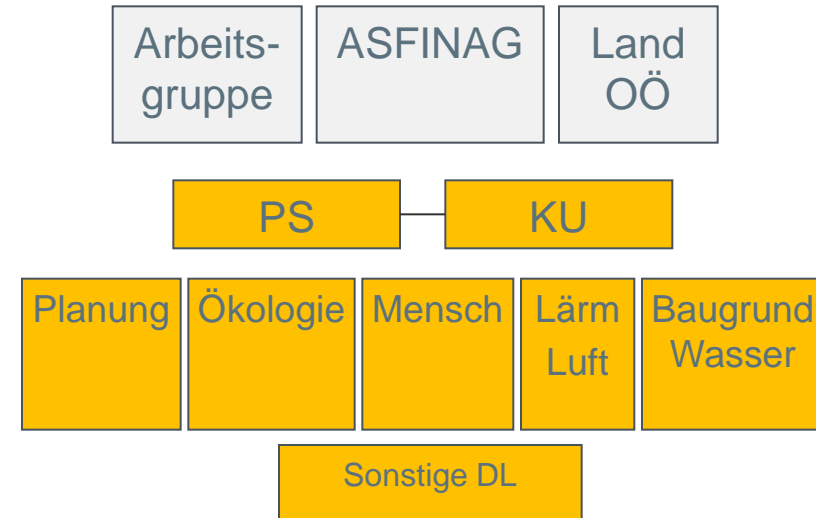 Arbeits-
gruppe
ASFINAG
Land
OÖ
PS
KU
Planung
Ökologie
Mensch
Lärm
Luft
Baugrund
Wasser
Sonstige DL